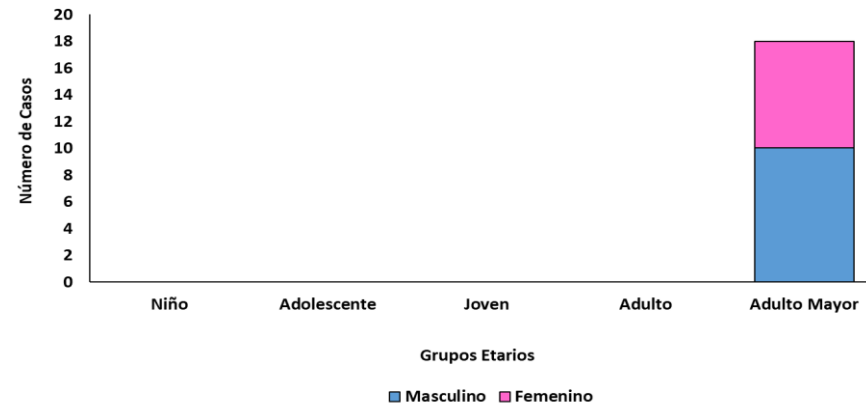 Número de Casos
20
18
16
14
12
10
8
6
4
2
0
Niño Adolescente Joven Adulto Adulto Mayor
Grupos Etarios
Masculino Femenino